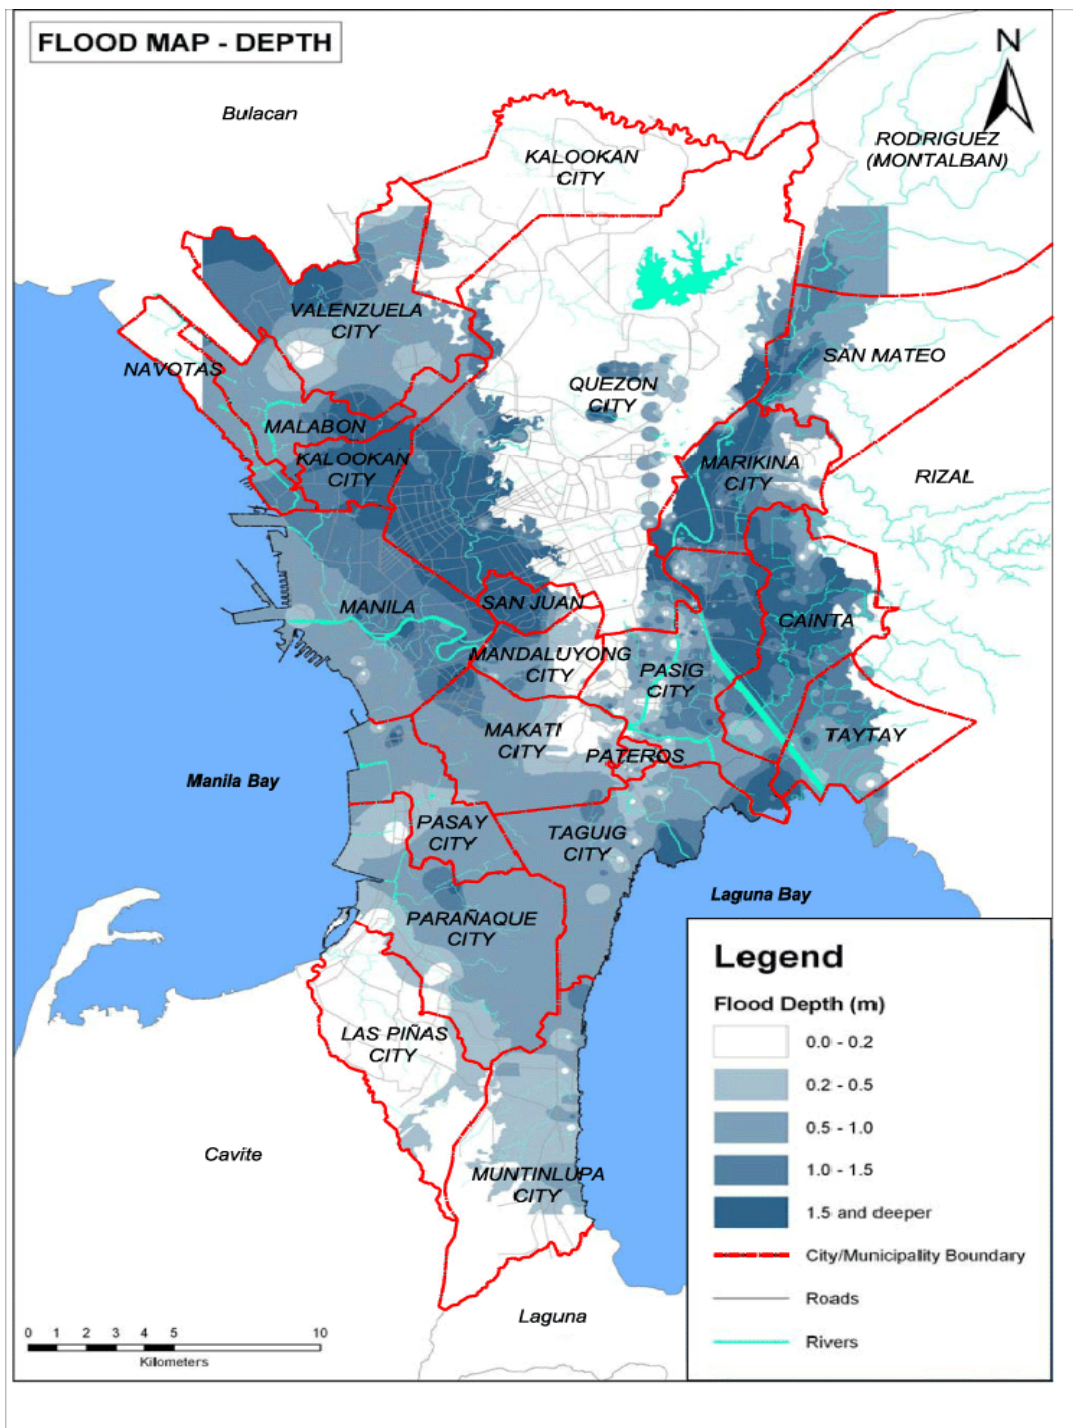 FLOOD MAP - DEPTH
N
Bulacan
RODRIGUEZ
(MONTALBAN)
KALOOKAN
CITY
VALENZUELA
CITY
SAN MATEO
NAVOTAS
QUEZON
CITY
MALABON
KALOOKAN
CITY
MARIKINA
CITY
RIZAL
MANILA
SAN JUAN
CAINTA
MANDALUYONG
CITY
PASIG
CITY
MAKATI
CITY
TAYTAY
PATEROS
Manila Bay
PASAY
CITY
TAGUIG
CITY
Laguna Bay
PARAÑAQUE
CITY
LAS PIÑAS
CITY
Cavite
MUNTINLUPA
CITY
Laguna
Legend
Flood Depth (m)
0.0 - 0.2
0.2 - 0.5
0.5 - 1.0
1.0 - 1.5
1.5 and deeper
City/Municipality Boundary
Roads
Rivers
0 1 2 3 4 5 10
Kilometers